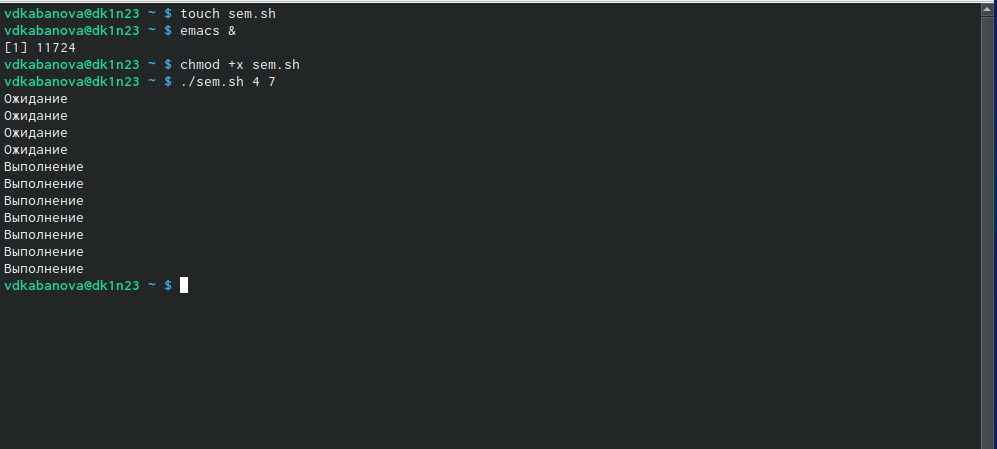 vdkabanova@dk1n23 ~ $ touch sem.sh
vdkabanova@dk1n23 ~ $ emacs &
[1] 11724
vdkabanova@dk1n23 ~ $ chmod +x sem.sh
vdkabanova@dk1n23 ~ $ ./sem.sh 4 7
Ожидание
Ожидание
Ожидание
Ожидание
Выполнение
Выполнение
Выполнение
Выполнение
Выполнение
Выполнение
Выполнение
vdkabanova@dk1n23 ~ $